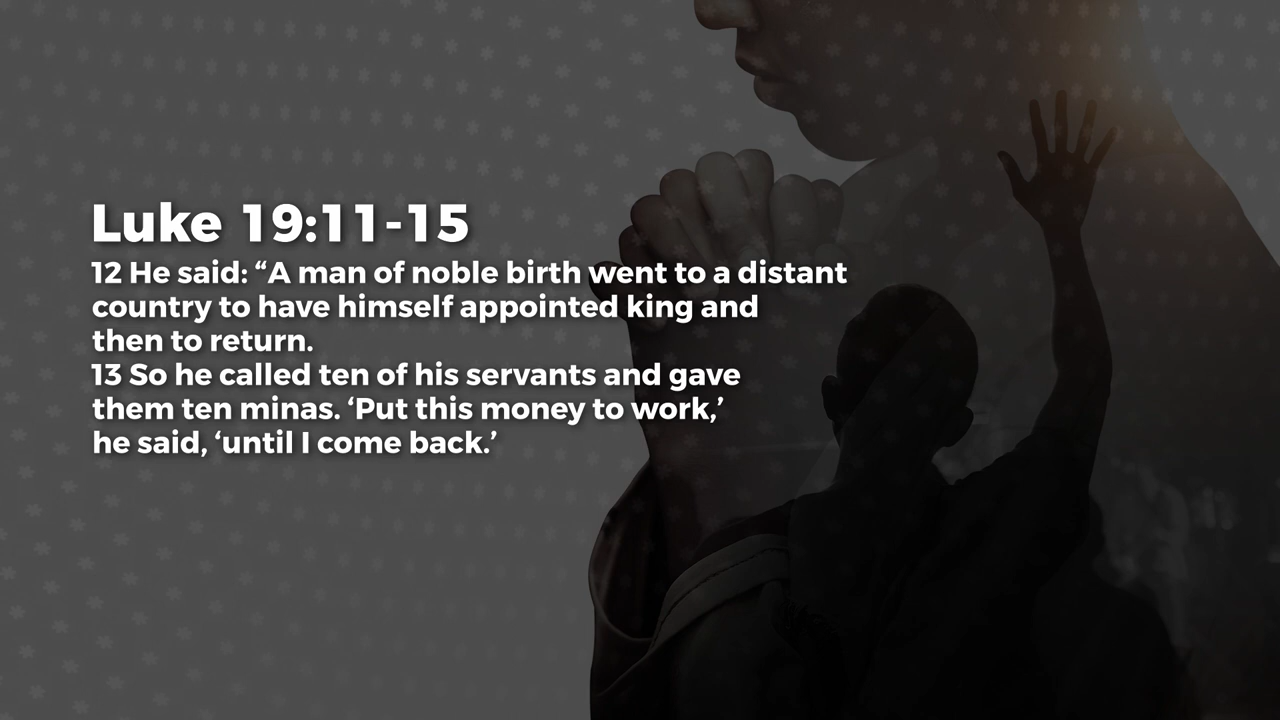 Luke 19:11-15
12 He said: “A man of noble birth went to a distant
country to have himself appointed king and
then to return.
13 So he called ten of his servants and gave
them ten minas. ‘Put this money to work,’
he said, ‘until I come back.’